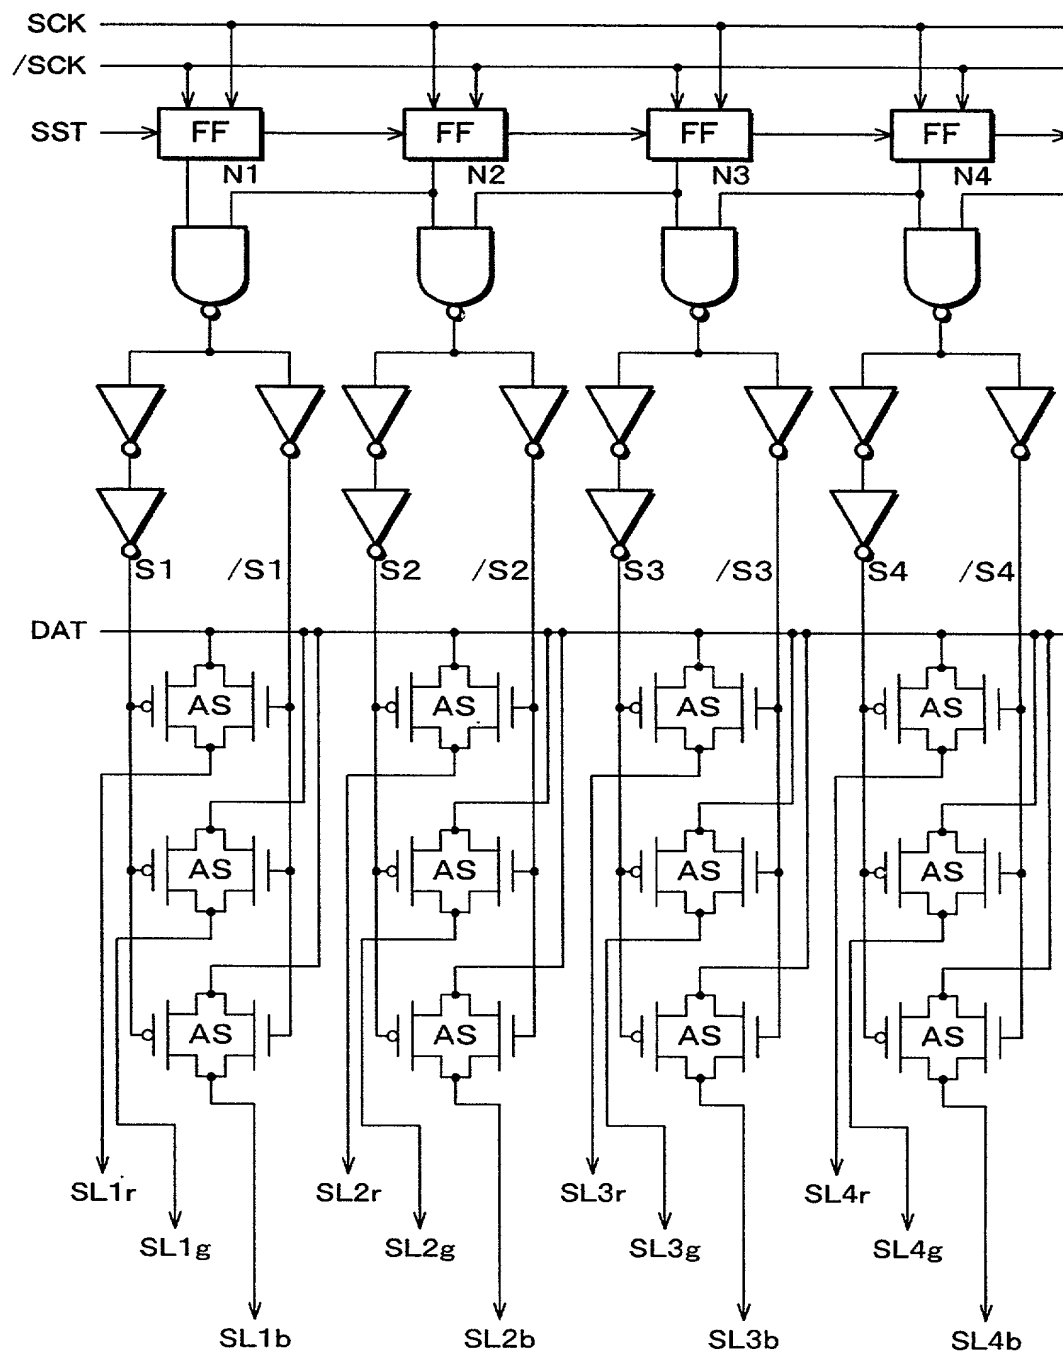 SCK
/SCK
SST FF FF FF FF
N1 N2 N3 N4
S1 /S1 S2 /S2 S3 /S3 S4 /S4
DAT
AS AS AS AS
AS AS AS AS
AS AS AS AS
SL1r SL2r SL3r SL4r
SL1g SL2g SL3g SL4g
SL1b SL2b SL3b SL4b